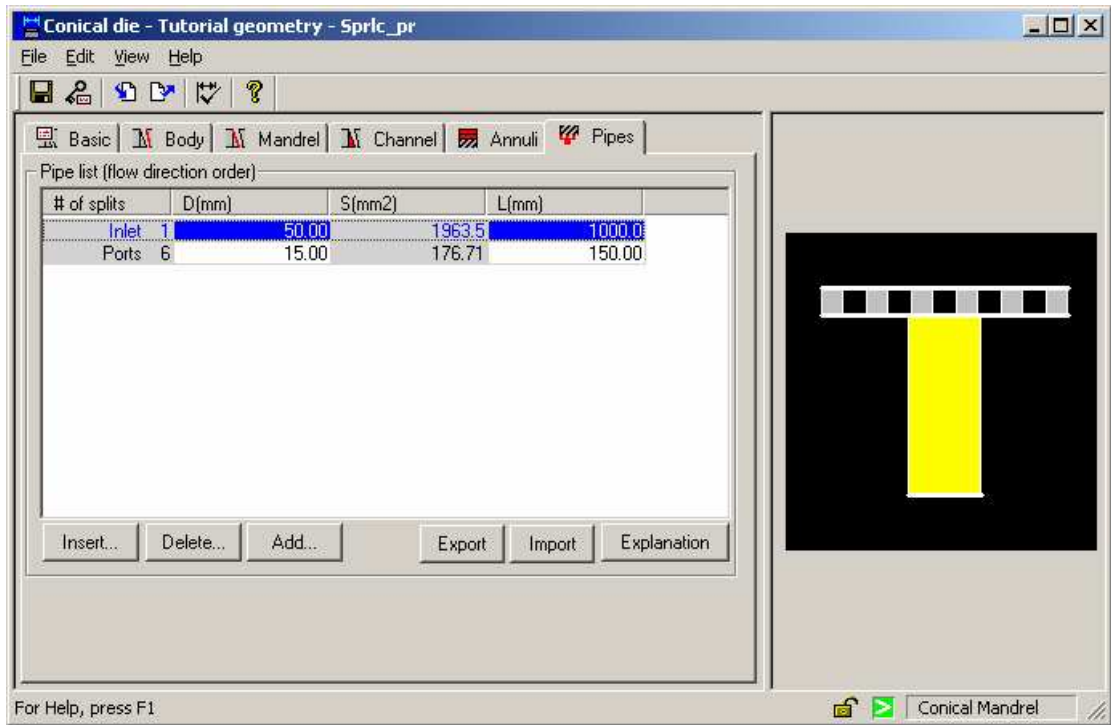 Conical die - Tutorial geometry - Sprlc_pr
File Edit View Help
Basic Body Mandrel Channel Annuli Pipes
Pipe list (flow direction order)
# of splits D(mm) S(mm2) L(mm)
Inlet 1 50.00 1963.5 1000.0
Ports 6 15.00 176.71 150.00
Insert... Delete... Add... Export Import Explanation
For Help, press F1 Conical Mandrel